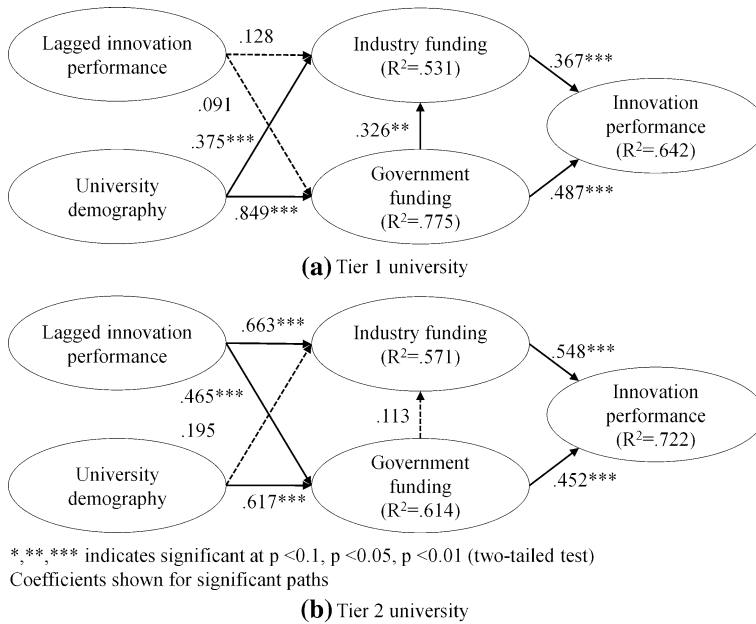 Lagged innovation
performance
.128
Industry funding
(R²=.531)
.367***
.091
.375***
.326**
Innovation
performance
(R²=.642)
University
demography
.849***
Government
funding
(R²=.775)
.487***
(a) Tier 1 university
Lagged innovation
performance
.663***
Industry funding
(R²=.571)
.548***
.465***
.195
.113
Innovation
performance
(R²=.722)
University
demography
.617***
Government
funding
(R²=.614)
.452***
*,**,*** indicates significant at p <0.1, p <0.05, p <0.01 (two-tailed test)
Coefficients shown for significant paths
(b) Tier 2 university